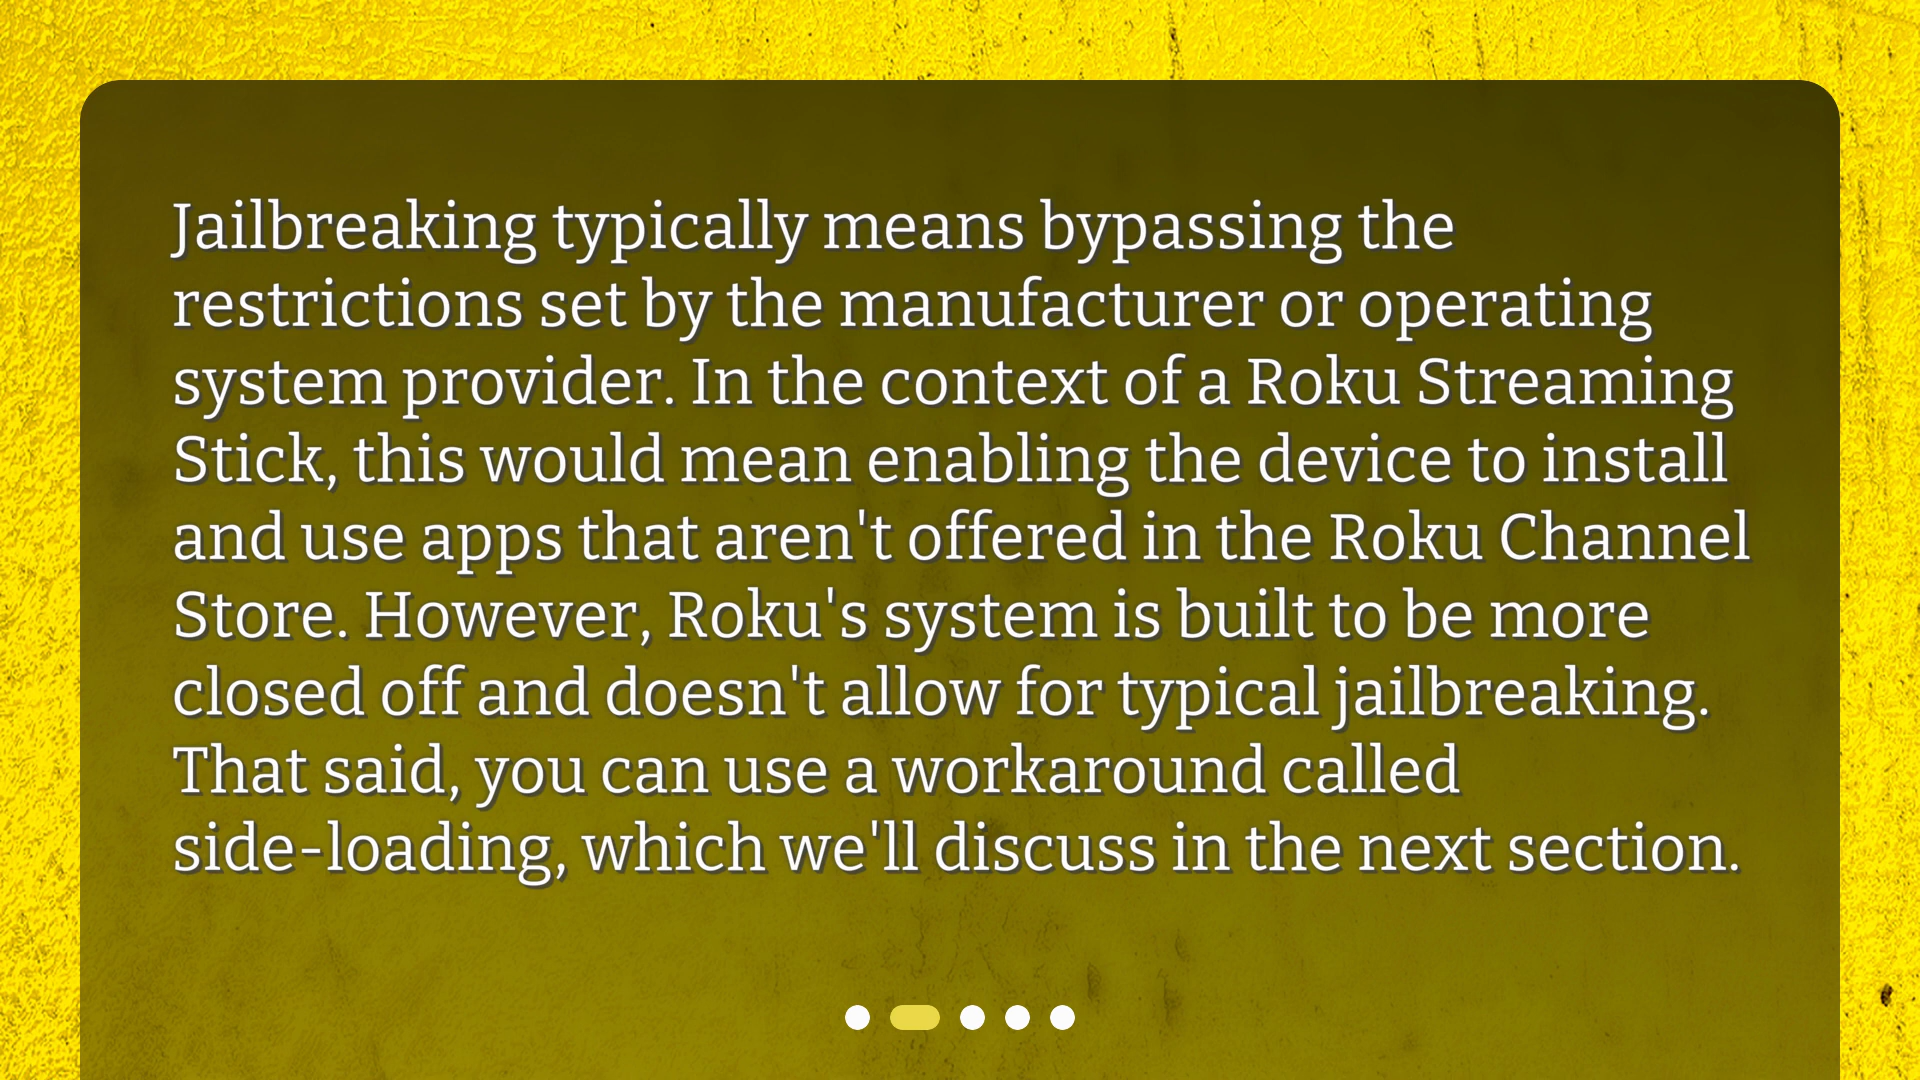 Jailbreaking typically means bypassing the
restrictions set by the manufacturer or operating
system provider. In the context of a Roku Streaming
Stick, this would mean enabling the device to install
and use apps that aren't offered in the Roku Channel
Store. However, Roku's system is built to be more
closed off and doesn't allow for typical jailbreaking.
That said, you can use a workaround called
side-loading, which we'll discuss in the next section.